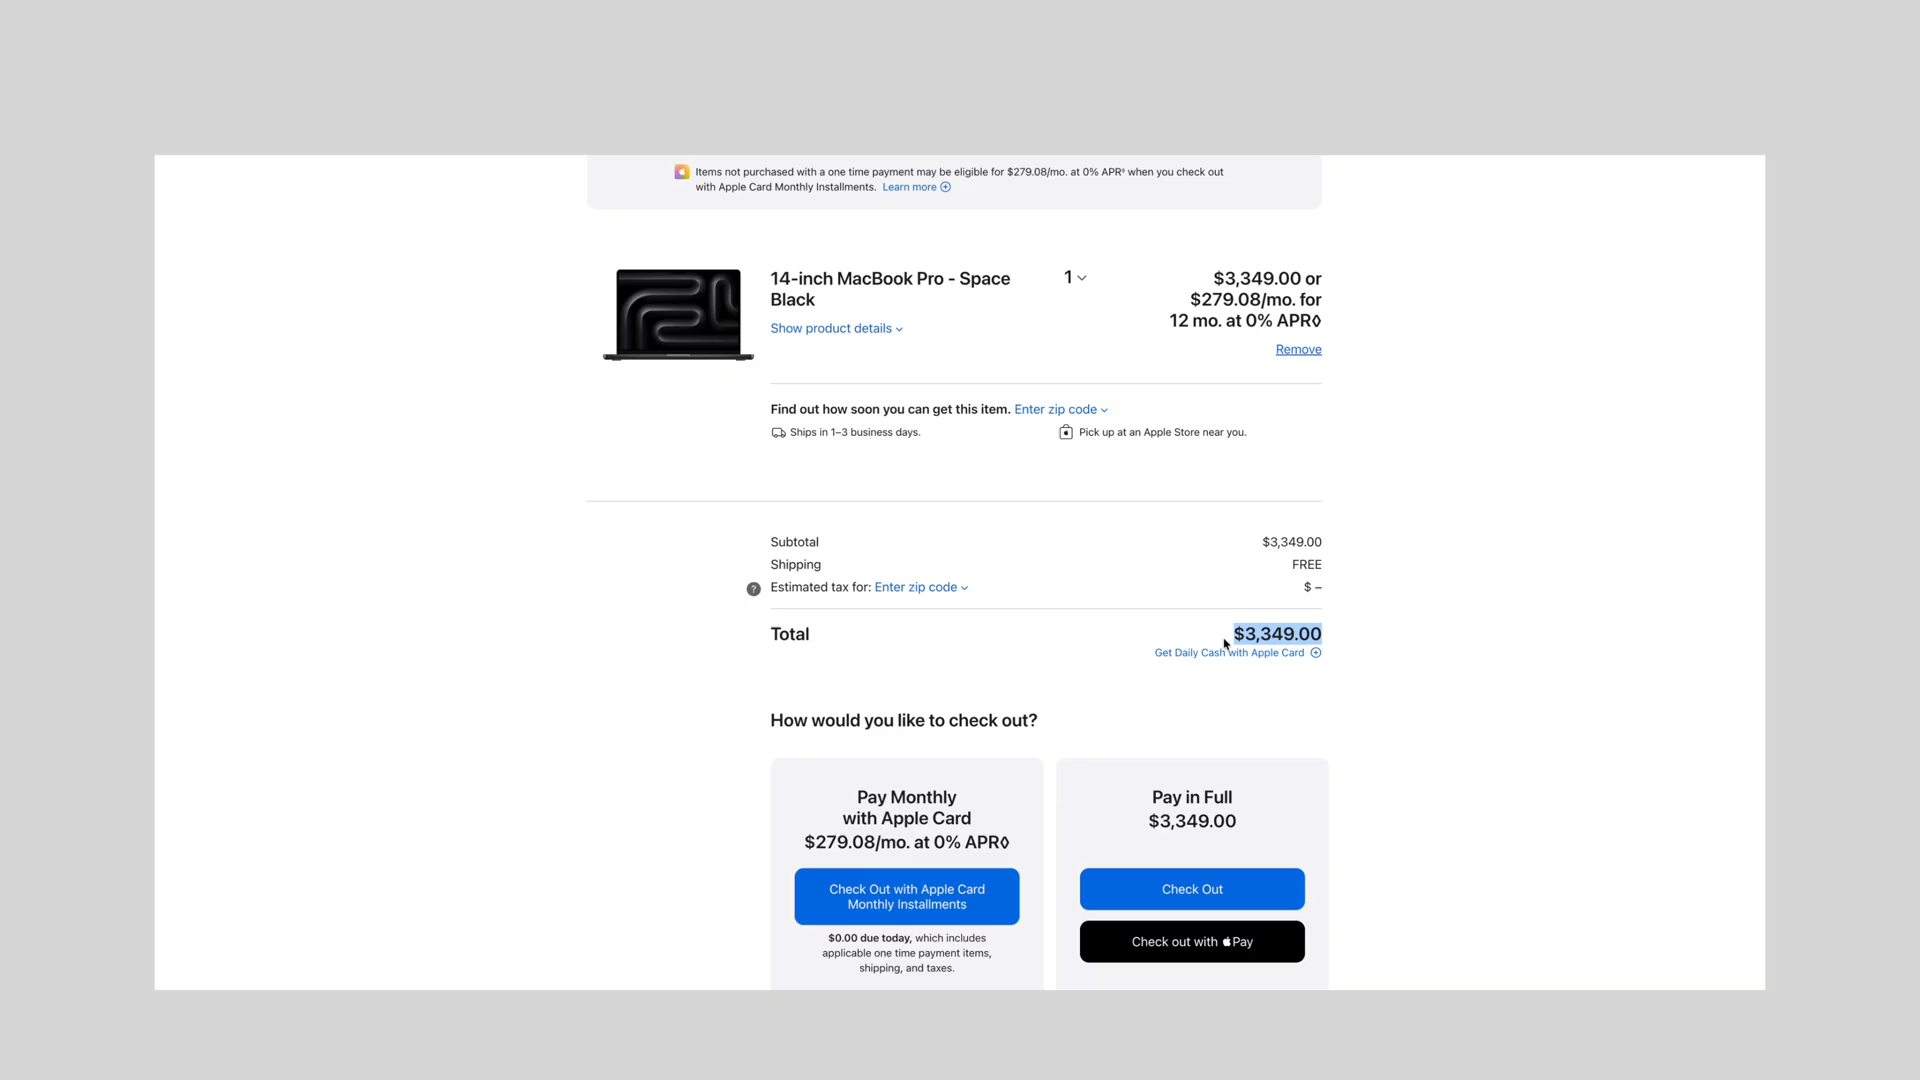 Items not purchased with a one time payment may be eligible for $279.08/mo. at 0% APR◊ when you check out
with Apple Card Monthly Installments. Learn more
14-inch MacBook Pro - Space
Black
1
$3,349.00 or
$279.08/mo. for
12 mo. at 0% APR◊
Show product details
Remove
Find out how soon you can get this item. Enter zip code
Ships in 1–3 business days.
Pick up at an Apple Store near you.
Subtotal $3,349.00
Shipping FREE
? Estimated tax for: Enter zip code $ –
Total $3,349.00
Get Daily Cash with Apple Card
How would you like to check out?
Pay Monthly
with Apple Card
$279.08/mo. at 0% APR◊
Check Out with Apple Card
Monthly Installments
$0.00 due today, which includes
applicable one time payment items,
shipping, and taxes.
Pay in Full
$3,349.00
Check Out
Check out with Pay